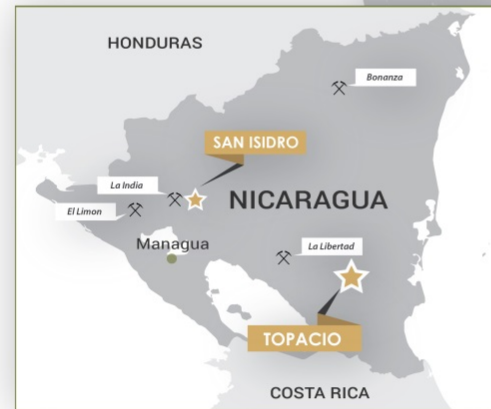 HONDURAS
Bonanza
SAN ISIDRO
La India
NICARAGUA
El Limon
Managua
La Libertad
TOPACIO
COSTA RICA